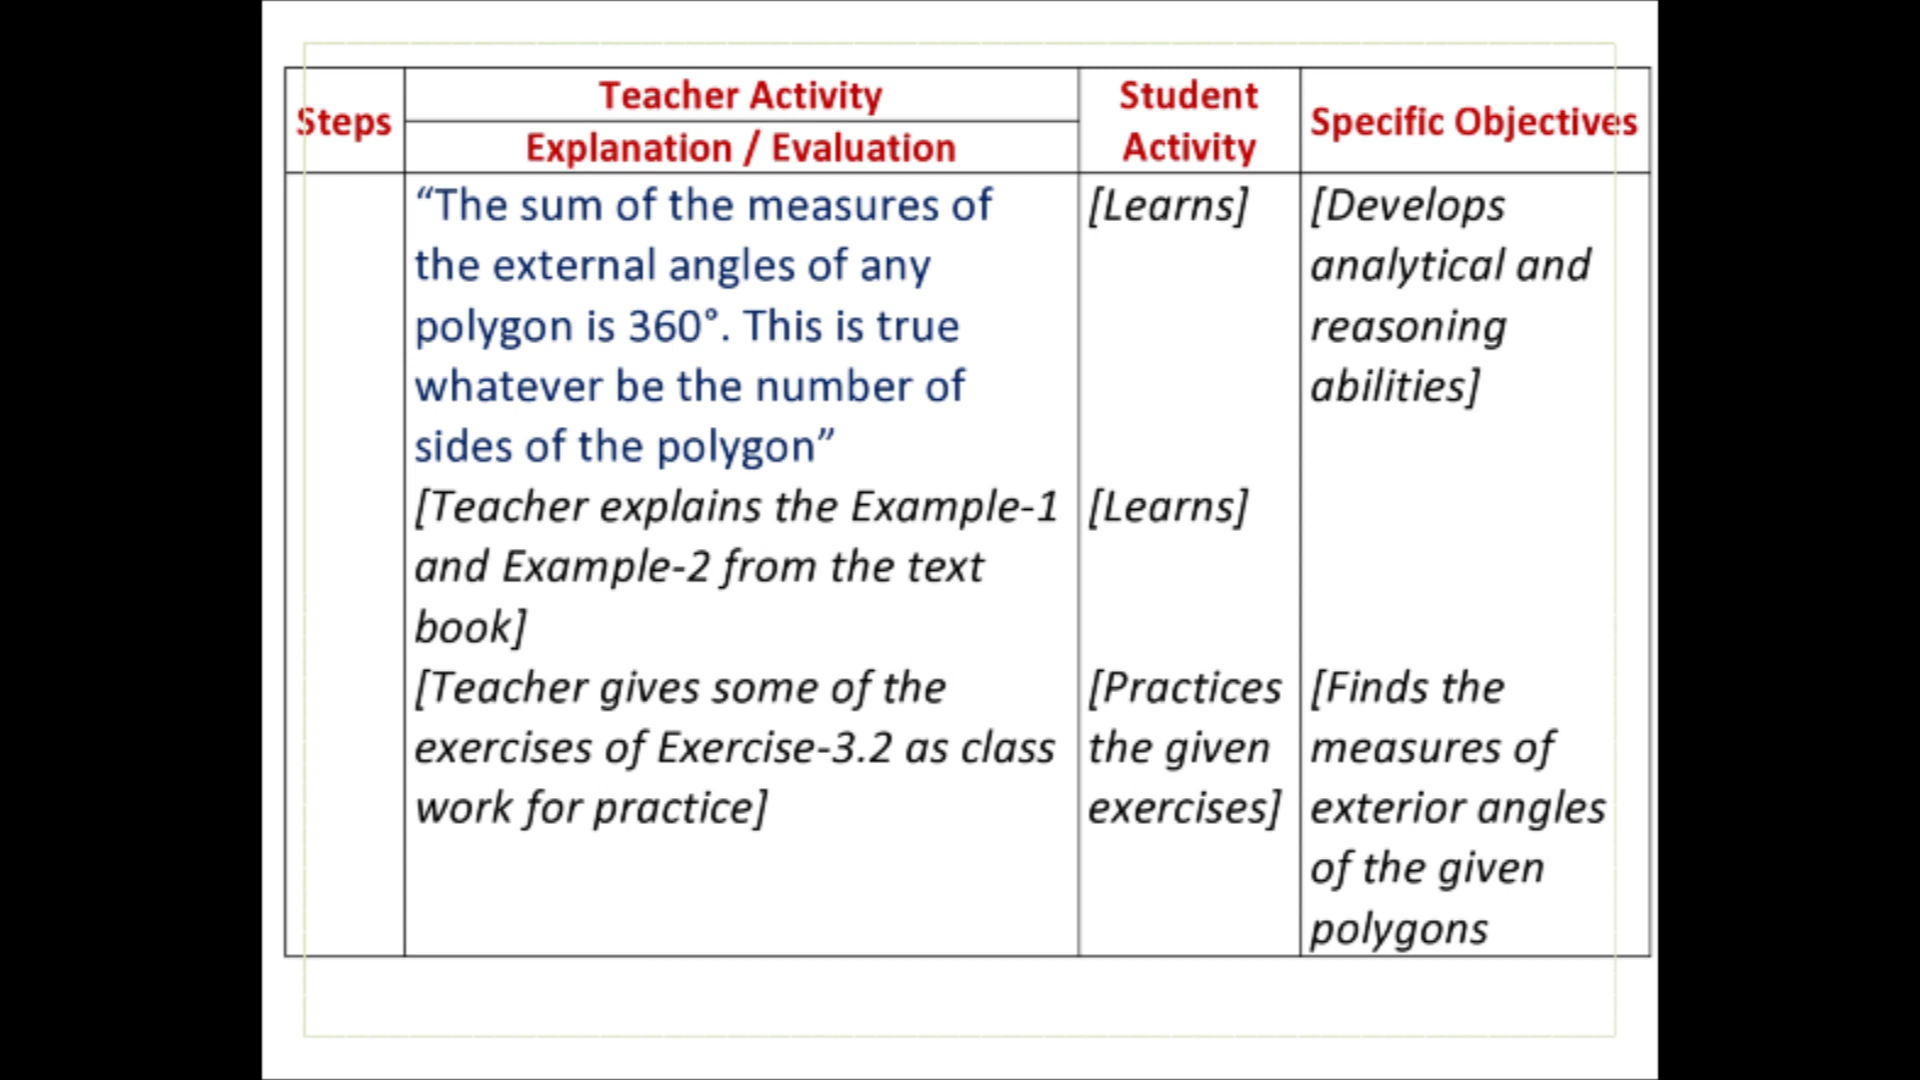 Steps
Teacher Activity
Explanation / Evaluation
Student
Activity
Specific Objectives
“The sum of the measures of
the external angles of any
polygon is 360°. This is true
whatever be the number of
sides of the polygon”
[Teacher explains the Example-1
and Example-2 from the text
book]
[Teacher gives some of the
exercises of Exercise-3.2 as class
work for practice]
[Learns]
[Learns]
[Practices
the given
exercises]
[Develops
analytical and
reasoning
abilities]
[Finds the
measures of
exterior angles
of the given
polygons